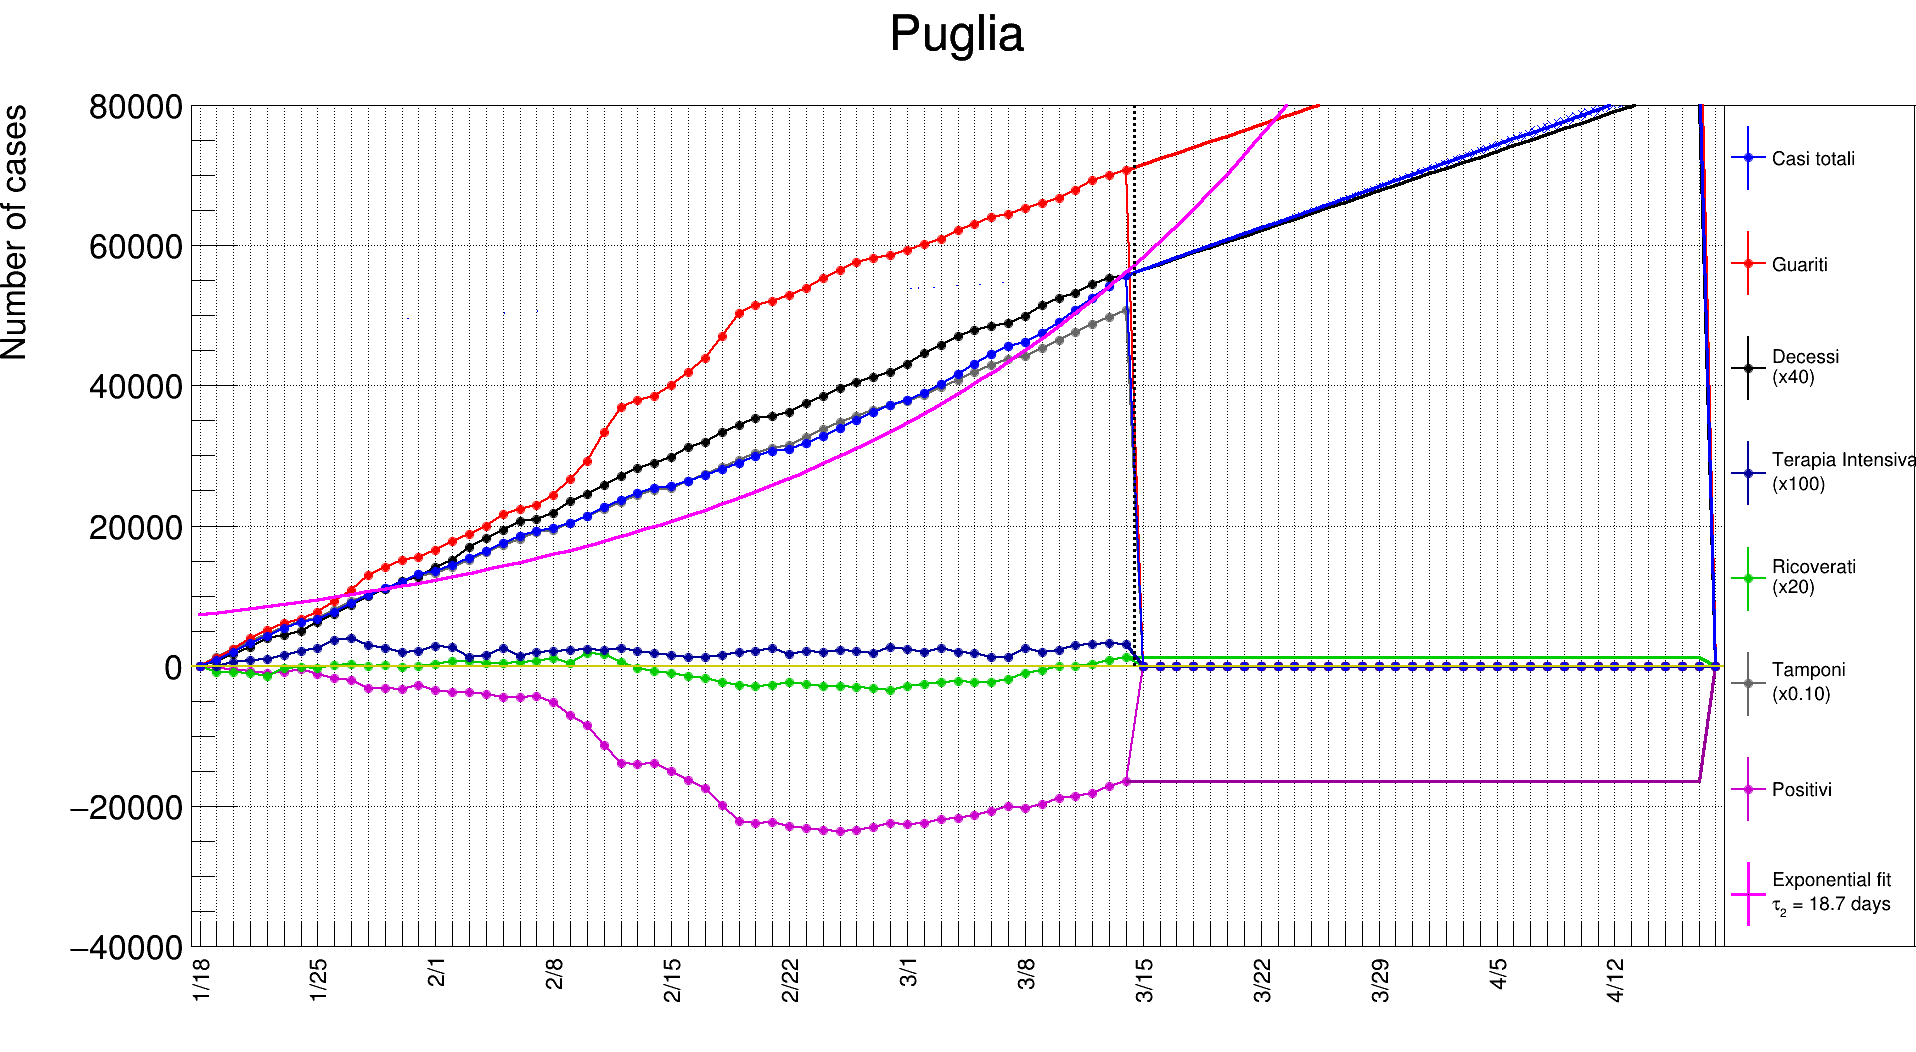 Puglia
Number of cases
80000
60000
40000
20000
0
−20000
−40000
1/18
1/25
2/1
2/8
2/15
2/22
3/1
3/8
3/15
3/22
3/29
4/5
4/12
Casi totali
Guariti
Decessi
(x40)
Terapia Intensiva
(x100)
Ricoverati
(x20)
Tamponi
(x0.10)
Positivi
Exponential fit
τ2 = 18.7 days